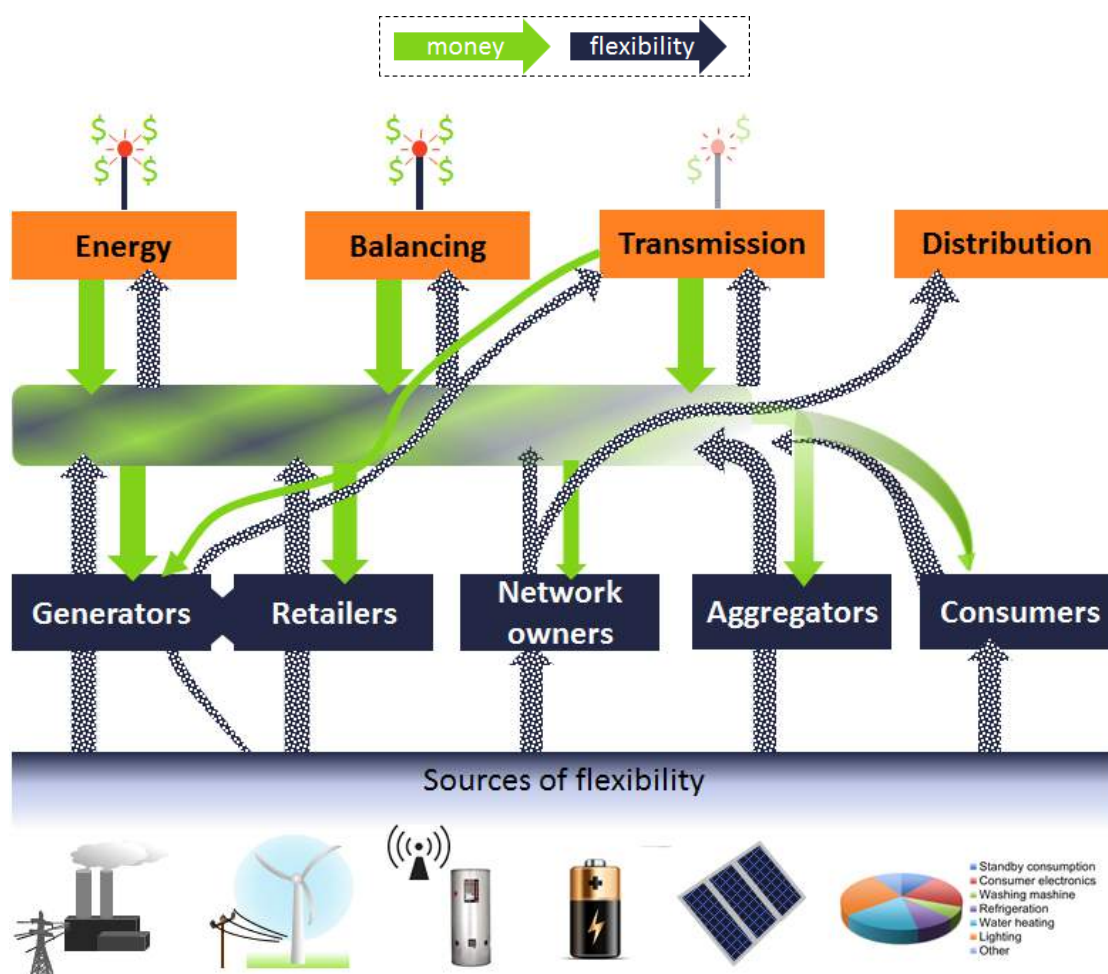 money
flexibility
$ $
$ $
$ $
$ $
$
$
Energy
Balancing
Transmission
Distribution
Generators
Retailers
Network
owners
Aggregators
Consumers
Sources of flexibility
Standby consumption
Consumer electronics
Washing mashine
Refrigeration
Water heating
Lighting
Other